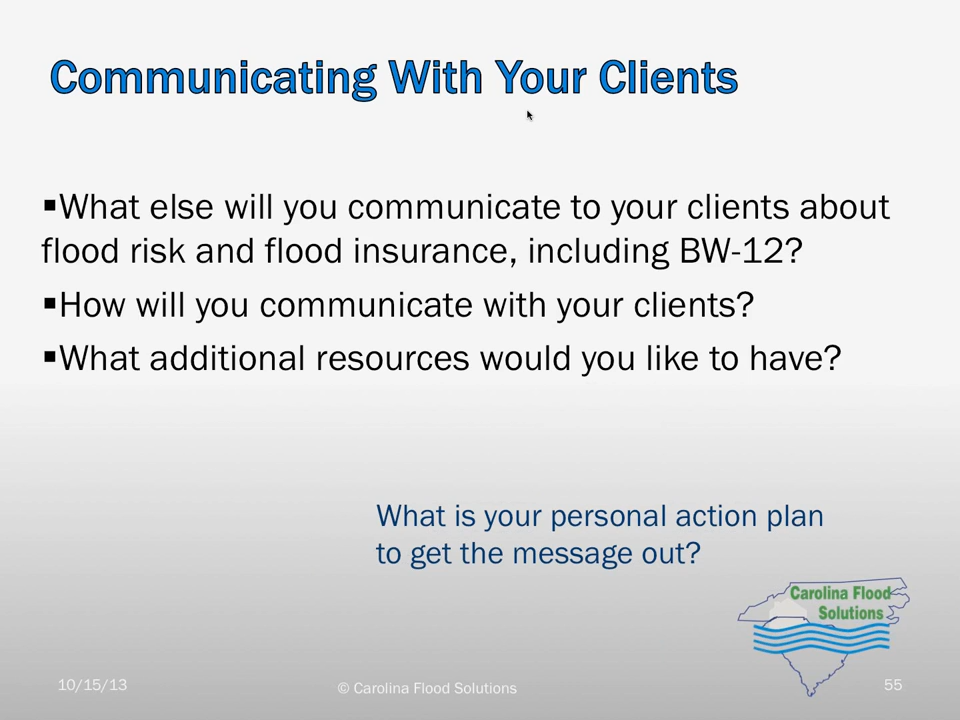 Communicating With Your Clients
▪What else will you communicate to your clients about
flood risk and flood insurance, including BW-12?
▪How will you communicate with your clients?
▪What additional resources would you like to have?
What is your personal action plan
to get the message out?
Carolina Flood
Solutions
10/15/13
© Carolina Flood Solutions
55